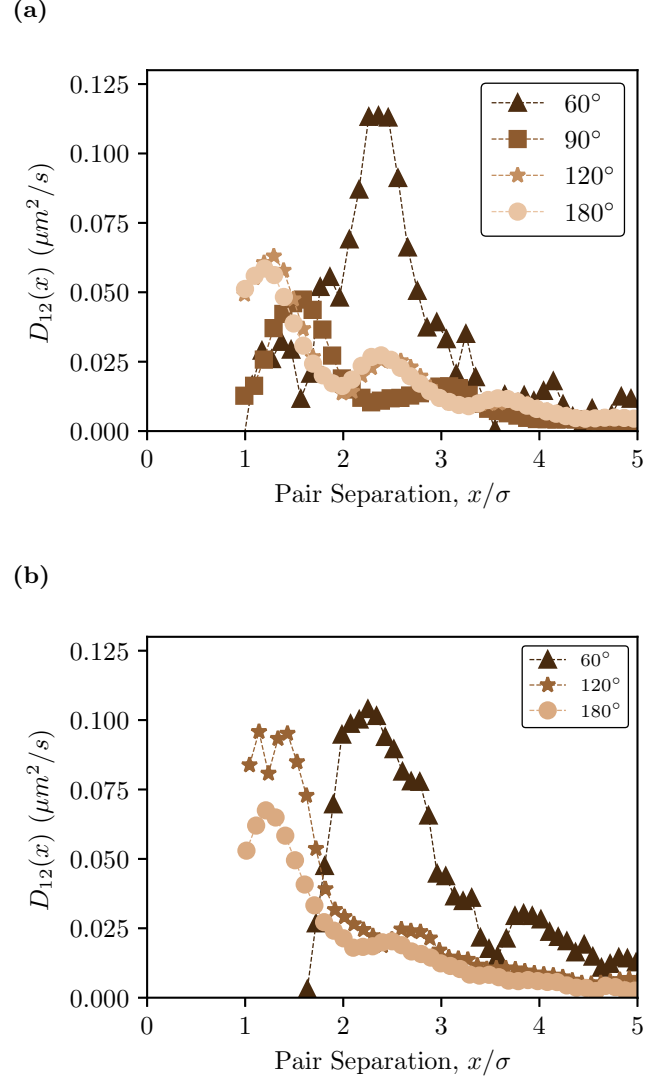 (a)
0.125
0.100
0.075
0.050
0.025
0.000
D₁₂(x) (μm²/s)
60°
90°
120°
180°
0 1 2 3 4 5
Pair Separation, x/σ
(b)
0.125
0.100
0.075
0.050
0.025
0.000
D₁₂(x) (μm²/s)
60°
120°
180°
0 1 2 3 4 5
Pair Separation, x/σ